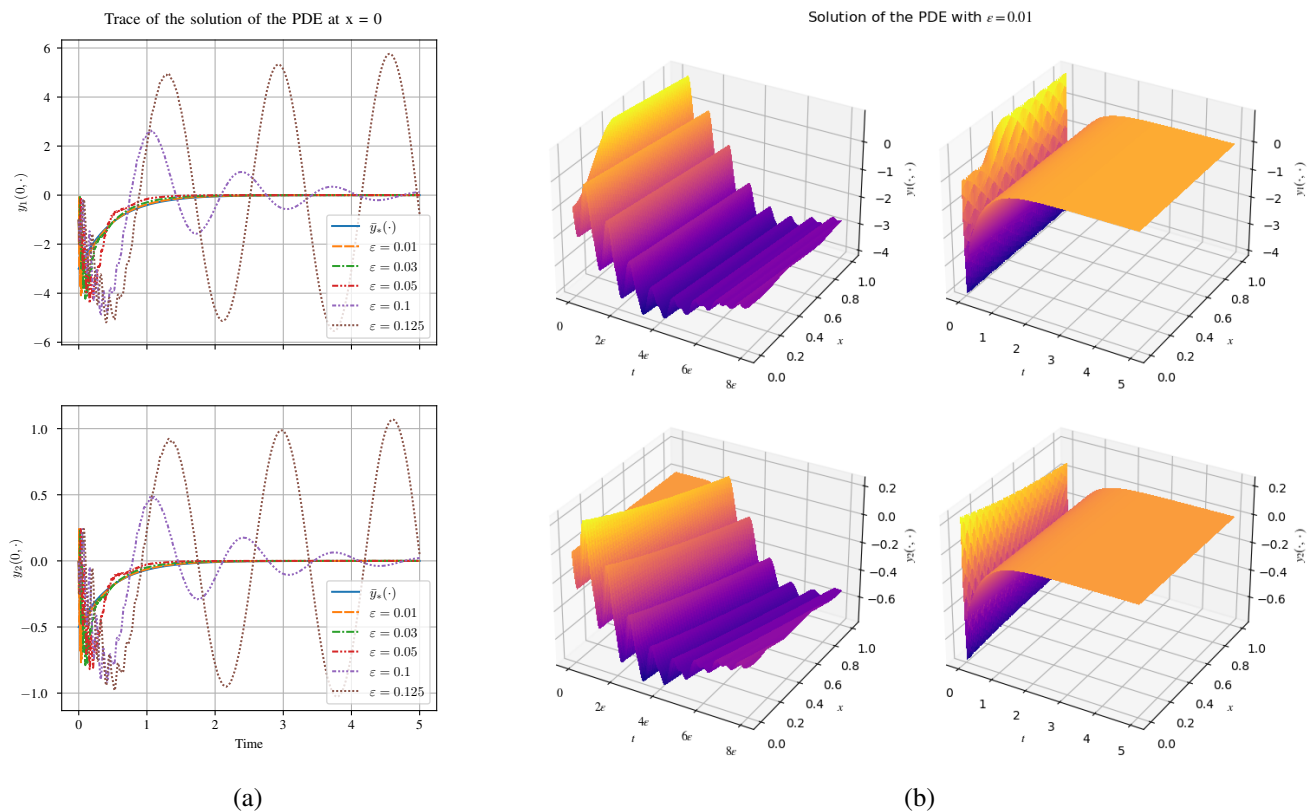 Trace of the solution of the PDE at x = 0
6
4
2
0
−2
−4
−6
y₁(0, ·)
ȳ∗(·)
ε = 0.01
ε = 0.03
ε = 0.05
ε = 0.1
ε = 0.125
1.0
0.5
0.0
−0.5
−1.0
y₂(0, ·)
ȳ∗(·)
ε = 0.01
ε = 0.03
ε = 0.05
ε = 0.1
ε = 0.125
0 1 2 3 4 5
Time
(a)
Solution of the PDE with ε = 0.01
0
−1
−2
−3
−4
y₁(·, ·)
0 2ε 4ε 6ε 8ε
t
0.0 0.2 0.4 0.6 0.8 1.0
x
0
−1
−2
−3
−4
y₁(·, ·)
0 1 2 3 4 5
t
0.0 0.2 0.4 0.6 0.8 1.0
x
0.2
0.0
−0.2
−0.4
−0.6
y₂(·, ·)
0 2ε 4ε 6ε 8ε
t
0.0 0.2 0.4 0.6 0.8 1.0
x
0.2
0.0
−0.2
−0.4
−0.6
y₂(·, ·)
0 1 2 3 4 5
t
0.0 0.2 0.4 0.6 0.8 1.0
x
(b)